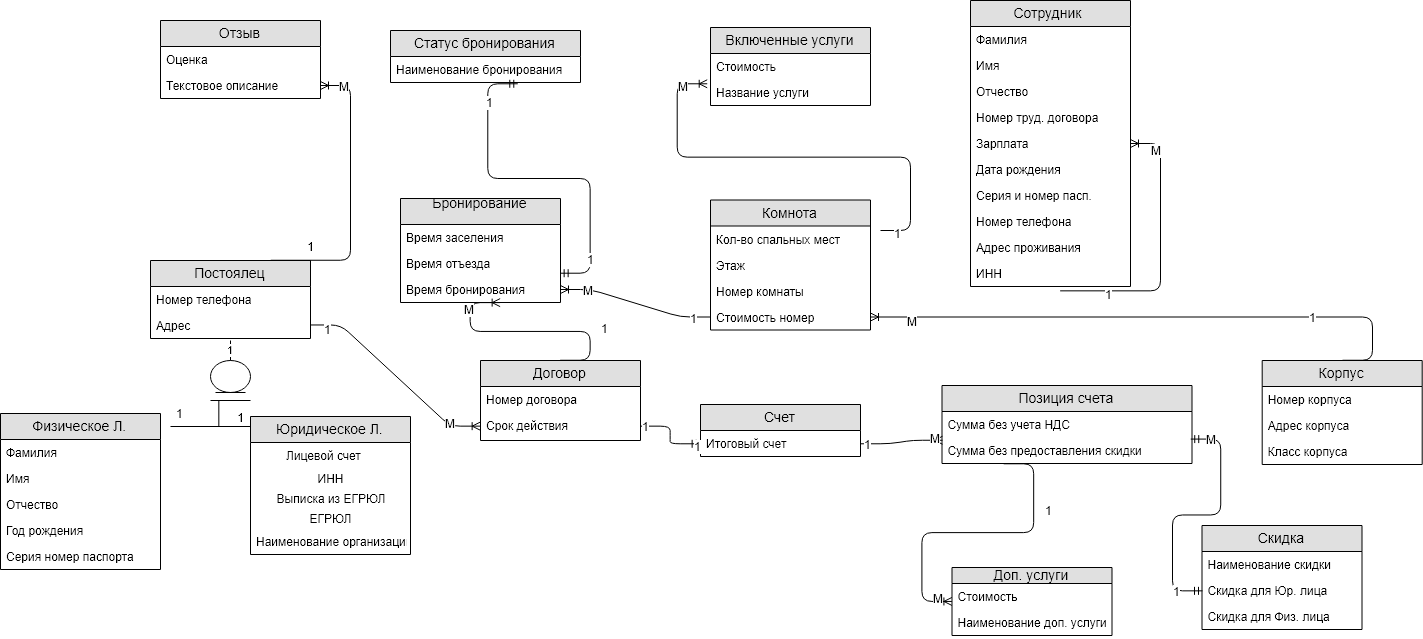 Отзыв
Оценка
Текстовое описание
М
1
Статус бронирования
Наименование бронирования
1
1
Включенные услуги
Стоимость
Название услуги
М
1
Сотрудник
Фамилия
Имя
Отчество
Номер труд. договора
Зарплата
Дата рождения
Серия и номер пасп.
Номер телефона
Адрес проживания
ИНН
М
1
Бронирование
Время заселения
Время отъезда
Время бронирования
М
М
1
1
Комнота
Кол-во спальных мест
Этаж
Номер комнаты
Стоимость номер
М
1
Постоялец
Номер телефона
Адрес
1
М
1
1
1
Договор
Номер договора
Срок действия
1
1
Счет
Итоговый счет
1
М
Позиция счета
Сумма без учета НДС
Сумма без предоставления скидки
М
1
1
М
Корпус
Номер корпуса
Адрес корпуса
Класс корпуса
Физическое Л.
Фамилия
Имя
Отчество
Год рождения
Серия номер паспорта
Юридическое Л.
Лицевой счет
ИНН
Выписка из ЕГРЮЛ
ЕГРЮЛ
Наименование организаци
Доп. услуги
Стоимость
Наименование доп. услуги
Скидка
Наименование скидки
Скидка для Юр. лица
Скидка для Физ. лица